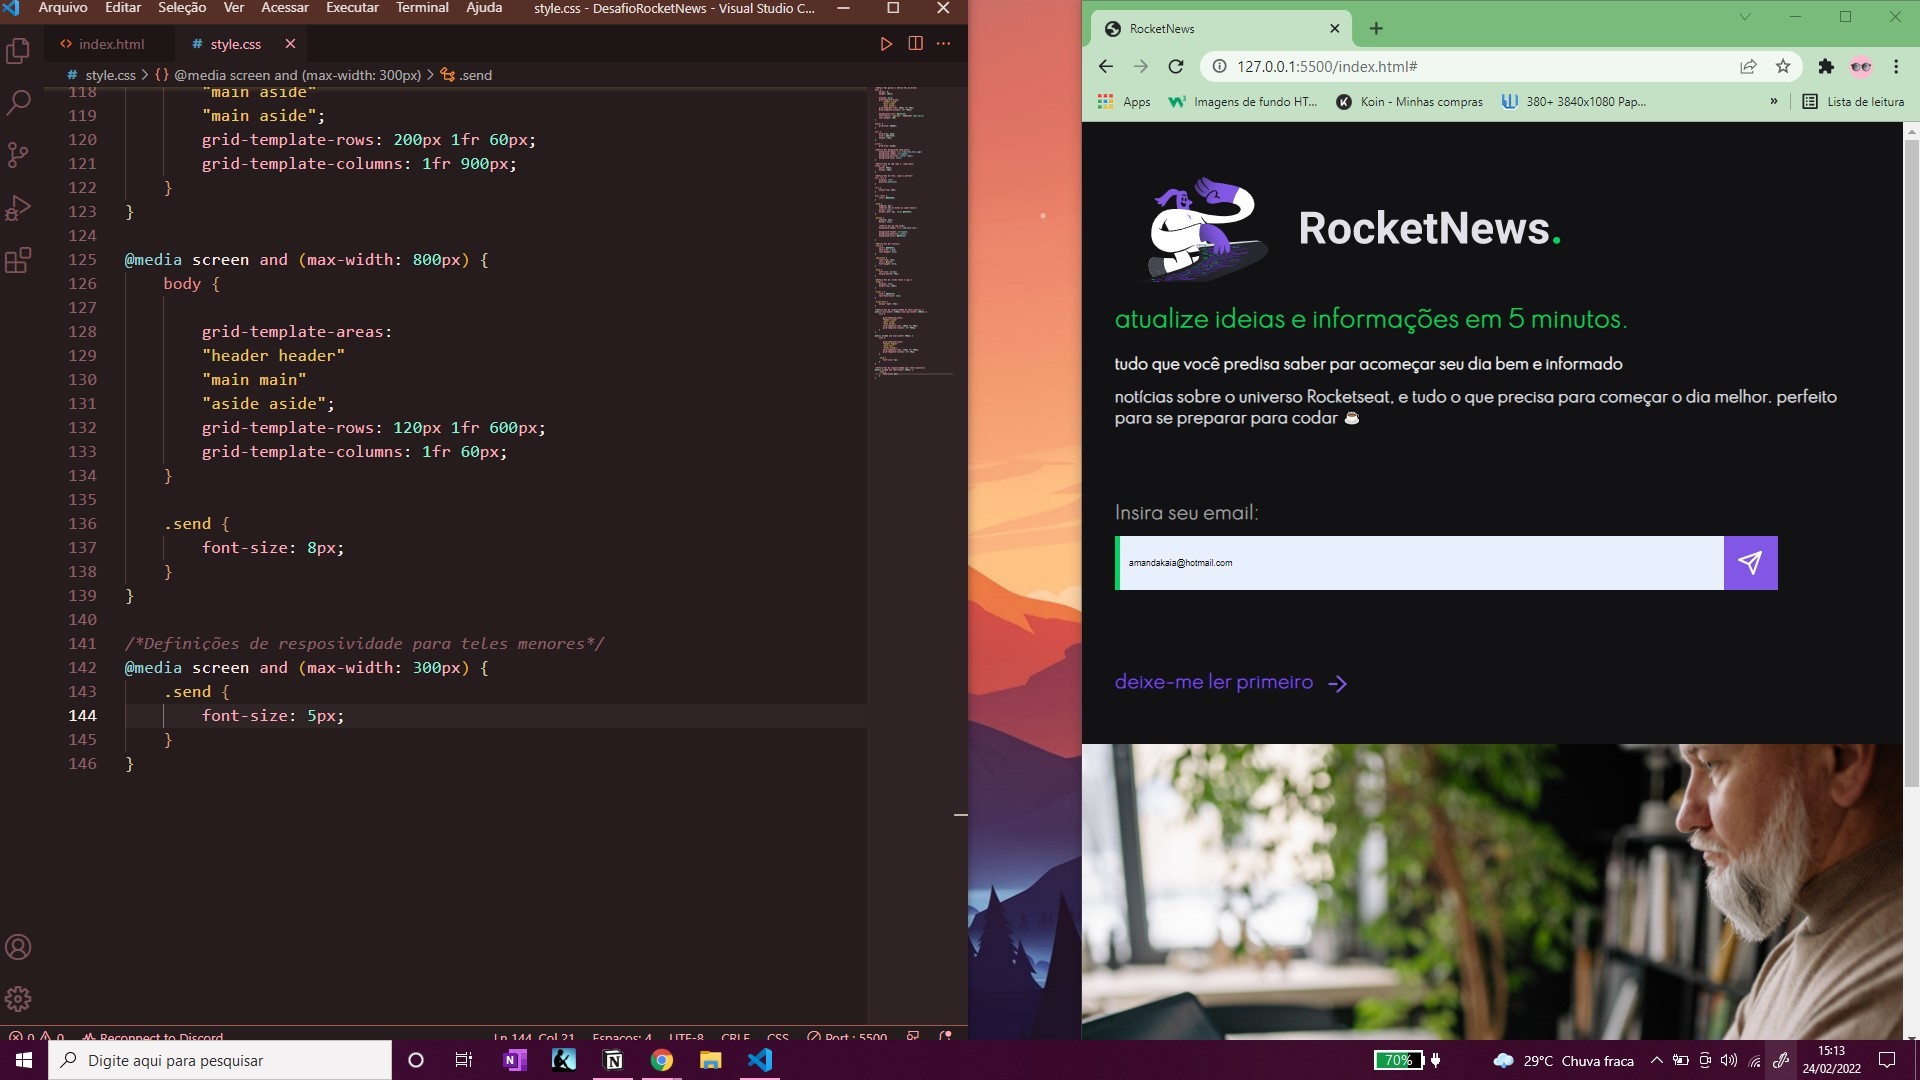 Arquivo Editar Seleção Ver Acessar Executar Terminal Ajuda style.css - DesafioRocketNews - Visual Studio C...
index.html
# style.css
# style.css > {} @media screen and (max-width: 300px) > .send
118 "main aside"
119 "main aside";
120 grid-template-rows: 200px 1fr 60px;
121 grid-template-columns: 1fr 900px;
122 }
123 }
124
125 @media screen and (max-width: 800px) {
126 body {
127
128 grid-template-areas:
129 "header header"
130 "main main"
131 "aside aside";
132 grid-template-rows: 120px 1fr 600px;
133 grid-template-columns: 1fr 60px;
134 }
135
136 .send {
137 font-size: 8px;
138 }
139 }
140
141 /*Definições de resposividade para teles menores*/
142 @media screen and (max-width: 300px) {
143 .send {
144 font-size: 5px;
145 }
146 }
0 0 Reconnect to Discord Ln 144, Col 21 Espaços: 4 UTF-8 CRLF CSS Port : 5500
RocketNews
127.0.0.1:5500/index.html#
Apps Imagens de fundo HT... Koin - Minhas compras 380+ 3840x1080 Pap... » Lista de leitura
RocketNews.
atualize ideias e informações em 5 minutos.
tudo que você predisa saber par acomeçar seu dia bem e informado
notícias sobre o universo Rocketseat, e tudo o que precisa para começar o dia melhor. perfeito
para se preparar para codar
Insira seu email:
amandakaia@hotmail.com
deixe-me ler primeiro
Digite aqui para pesquisar
70%
29°C Chuva fraca
15:13
24/02/2022